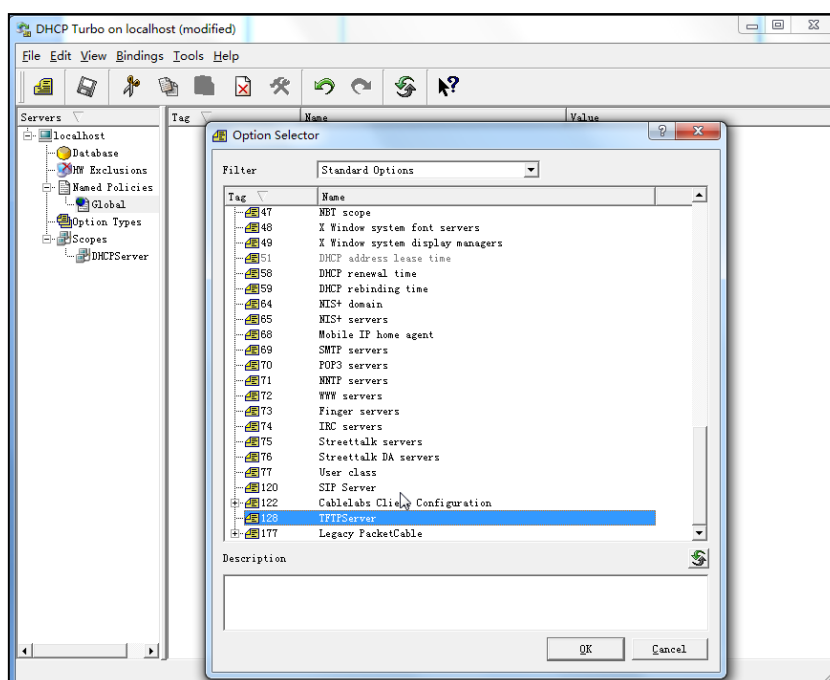 DHCP Turbo on localhost (modified)
File Edit View Bindings Tools Help
Servers
Tag Name Value
localhost
Database
HW Exclusions
Named Policies
Global
Option Types
Scopes
DHCPServer
Option Selector
Filter Standard Options
Tag Name
47 NBT scope
48 X Window system font servers
49 X Window system display managers
51 DHCP address lease time
58 DHCP renewal time
59 DHCP rebinding time
64 NIS+ domain
65 NIS+ servers
68 Mobile IP home agent
69 SMTP servers
70 POP3 servers
71 NNTP servers
72 WWW servers
73 Finger servers
74 IRC servers
75 Streettalk servers
76 Streettalk DA servers
77 User class
120 SIP Server
122 Cablelabs Client Configuration
128 TFTPServer
177 Legacy PacketCable
Description
OK Cancel